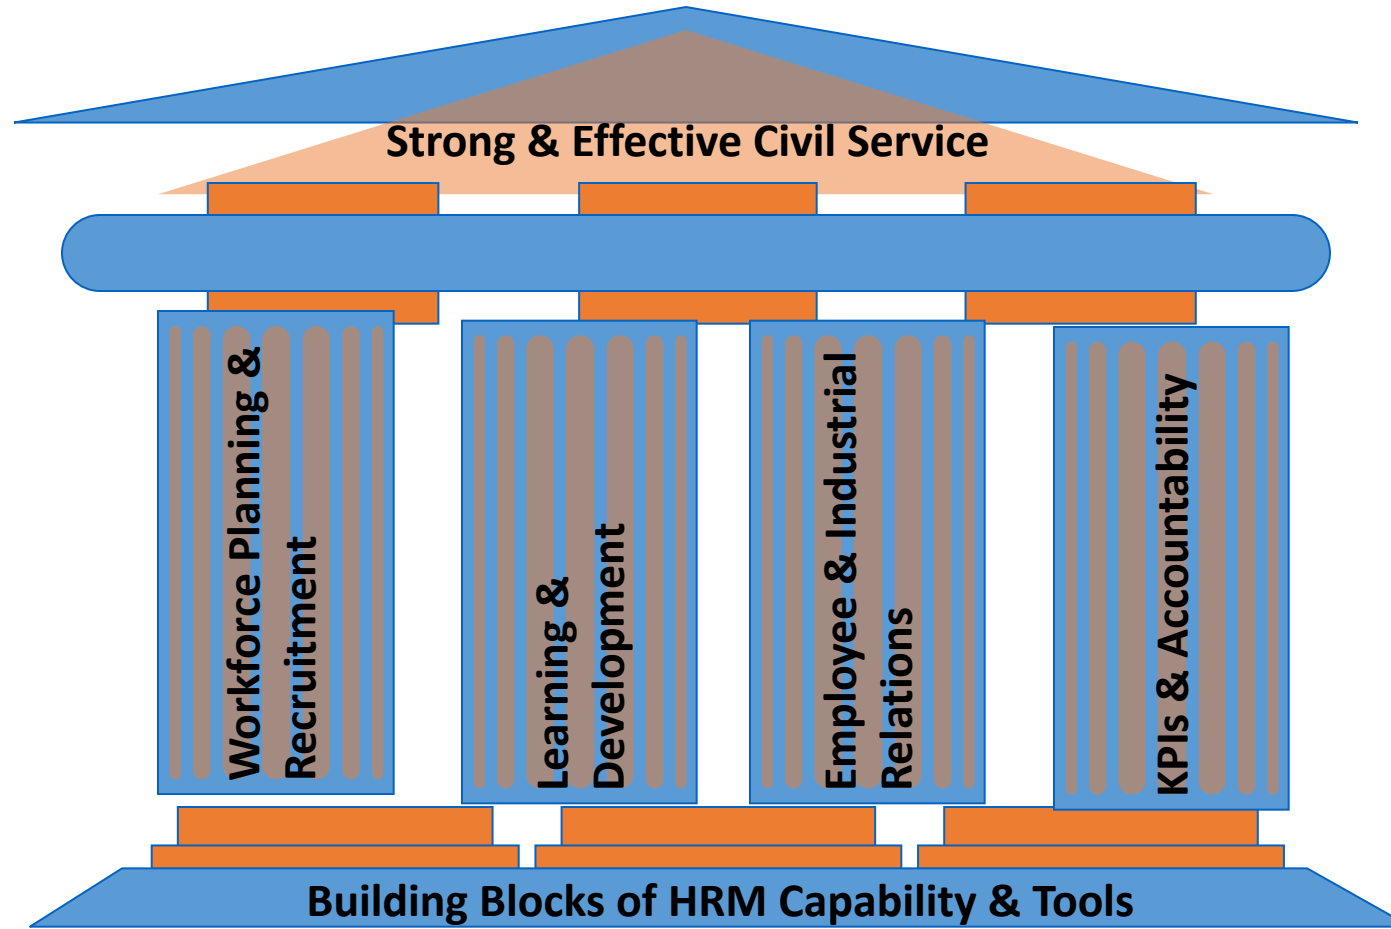 Strong & Effective Civil Service
Workforce Planning &
Recruitment
Learning &
Development
Employee & Industrial
Relations
KPIs & Accountability
Building Blocks of HRM Capability & Tools